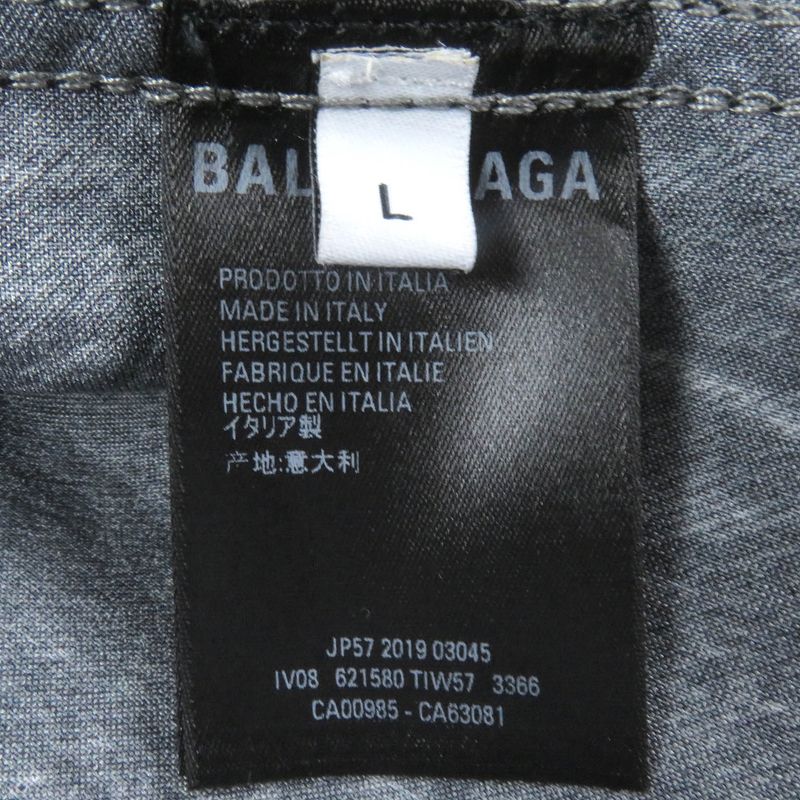 BAL AGA
L
PRODOTTO IN ITALIA
MADE IN ITALY
HERGESTELLT IN ITALIEN
FABRIQUE EN ITALIE
HECHO EN ITALIA
イタリア製
产地:意大利
JP57 2019 03045
IV08 621580 TIW57 3366
CA00985 - CA63081